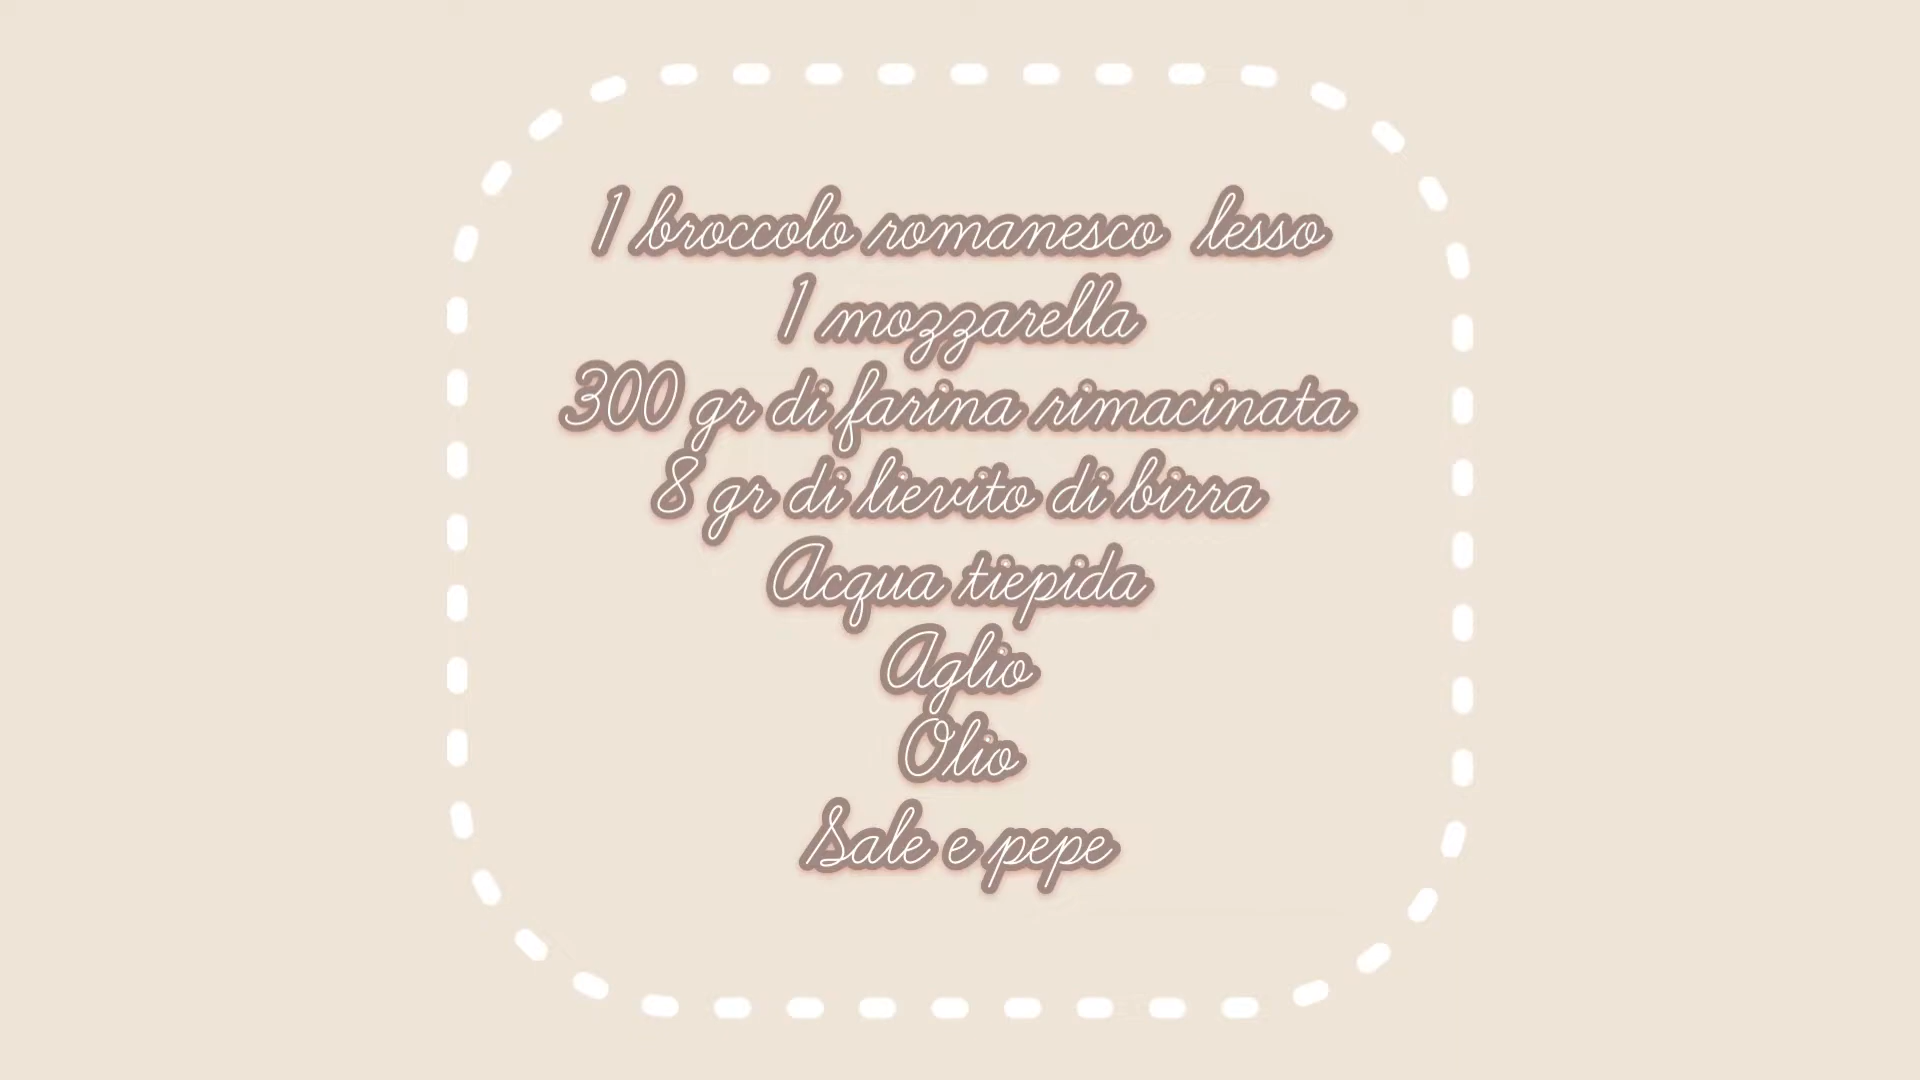 1 broccolo romanesco lesso
1 mozzarella
300 gr di farina rimacinata
8 gr di lievito di birra
Acqua tiepida
Aglio
Olio
Sale e pepe